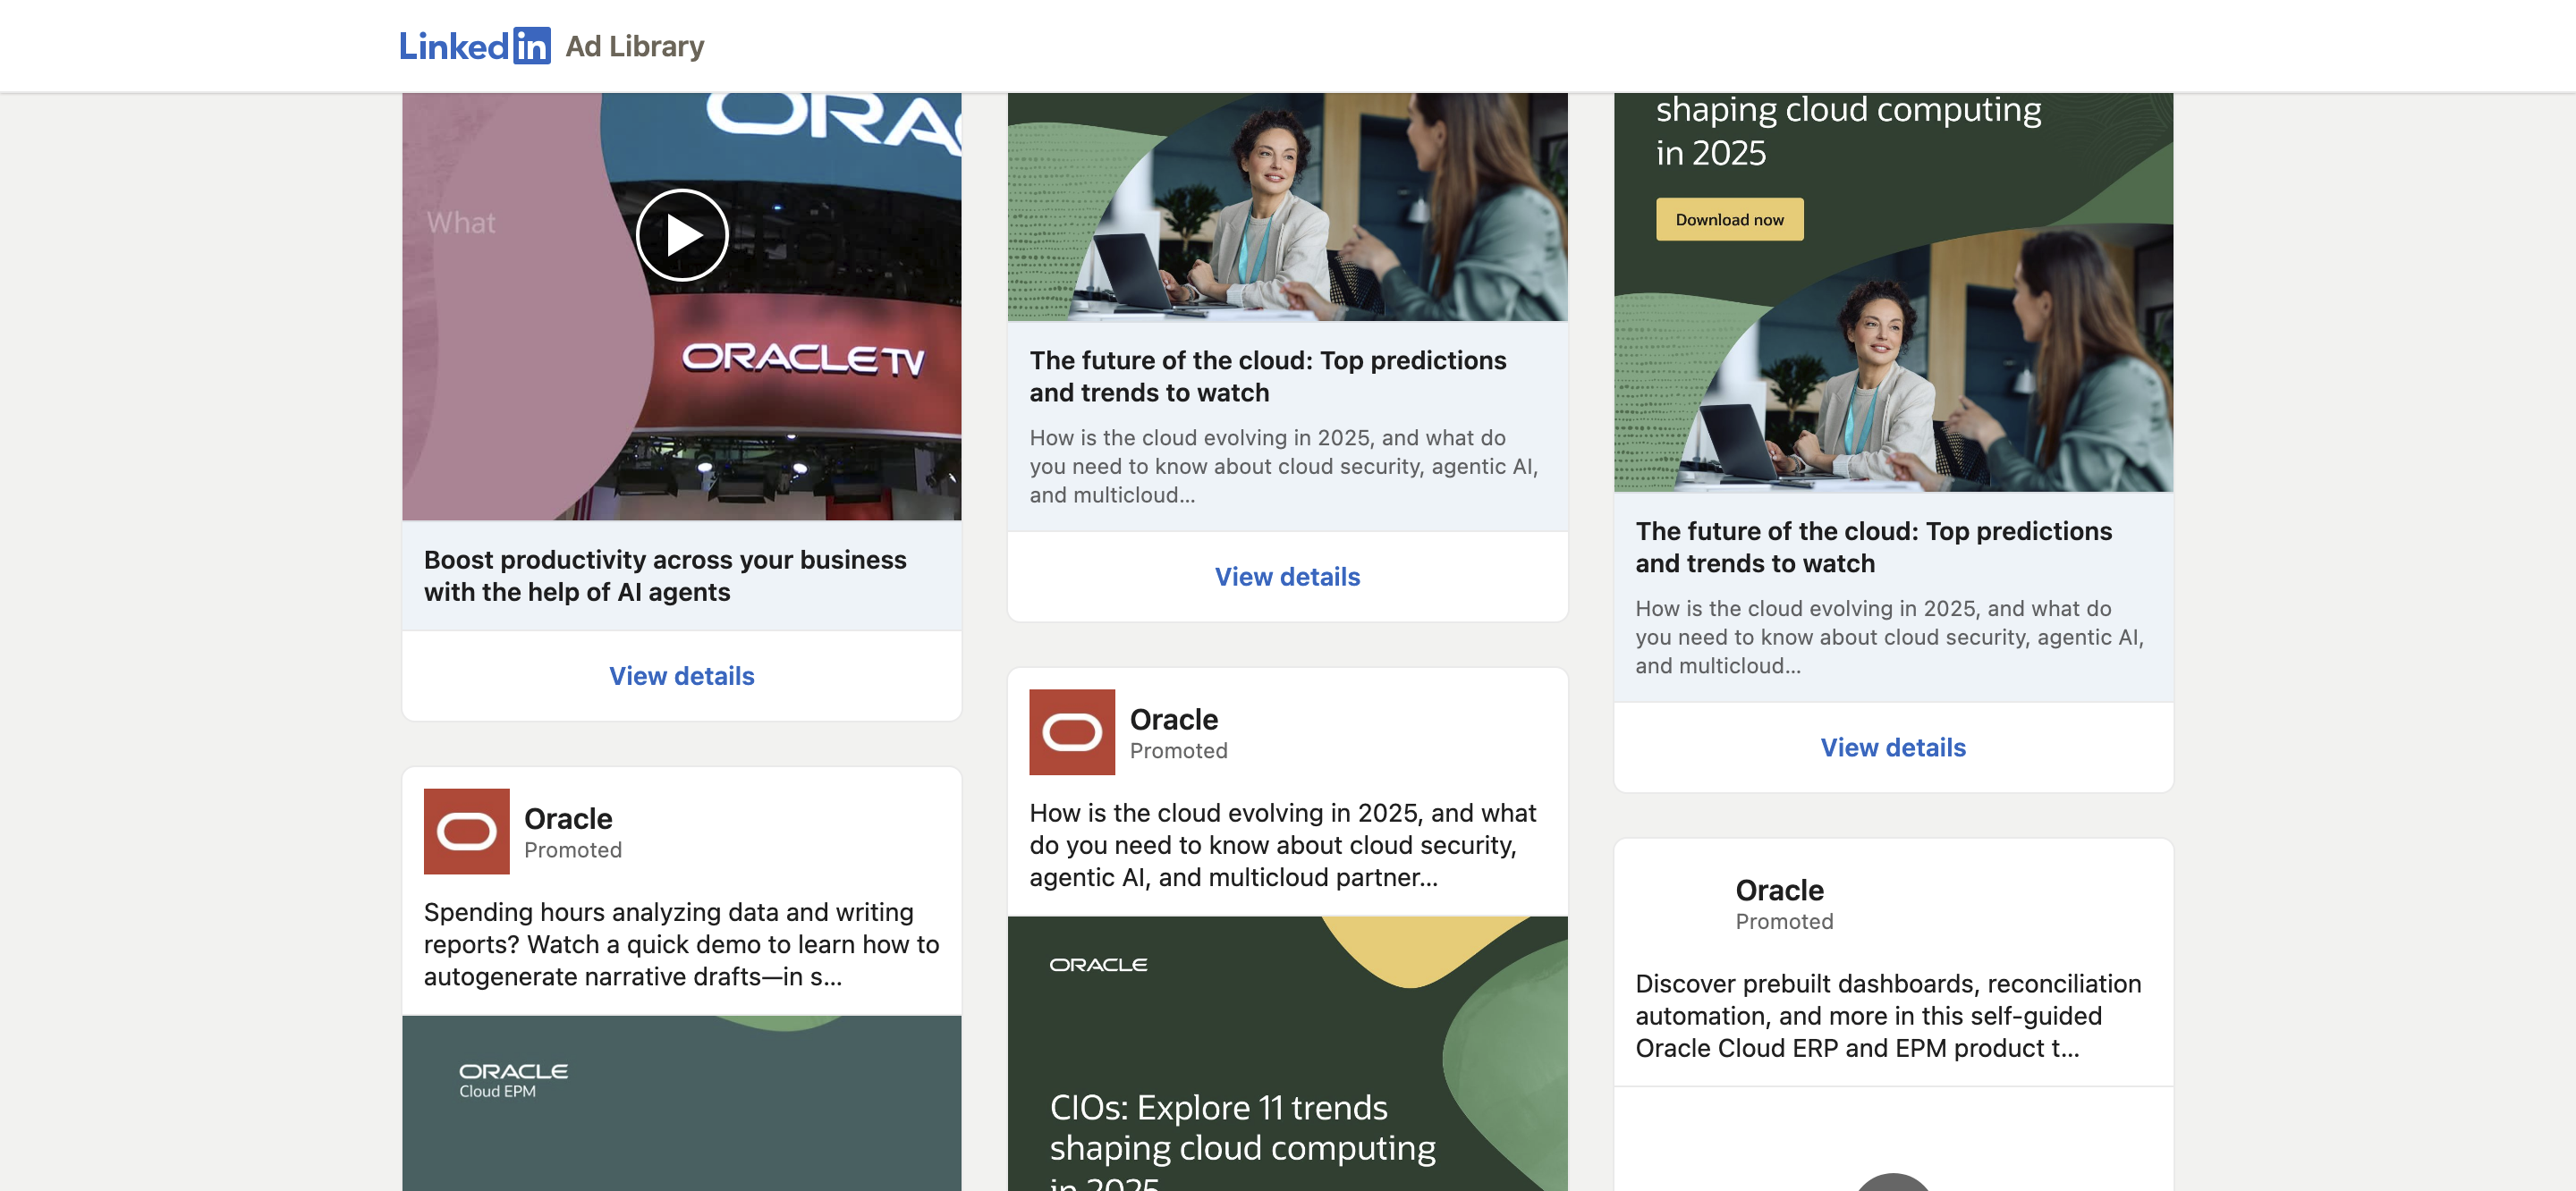 LinkedIn Ad Library
What
ORACLE TV
Boost productivity across your business
with the help of AI agents
View details
Oracle
Promoted
Spending hours analyzing data and writing
reports? Watch a quick demo to learn how to
autogenerate narrative drafts—in s...
ORACLE
Cloud EPM
The future of the cloud: Top predictions
and trends to watch
How is the cloud evolving in 2025, and what do
you need to know about cloud security, agentic AI,
and multicloud...
View details
Oracle
Promoted
How is the cloud evolving in 2025, and what
do you need to know about cloud security,
agentic AI, and multicloud partner...
ORACLE
CIOs: Explore 11 trends
shaping cloud computing
in 2025
shaping cloud computing
in 2025
Download now
The future of the cloud: Top predictions
and trends to watch
How is the cloud evolving in 2025, and what do
you need to know about cloud security, agentic AI,
and multicloud...
View details
Oracle
Promoted
Discover prebuilt dashboards, reconciliation
automation, and more in this self-guided
Oracle Cloud ERP and EPM product t...